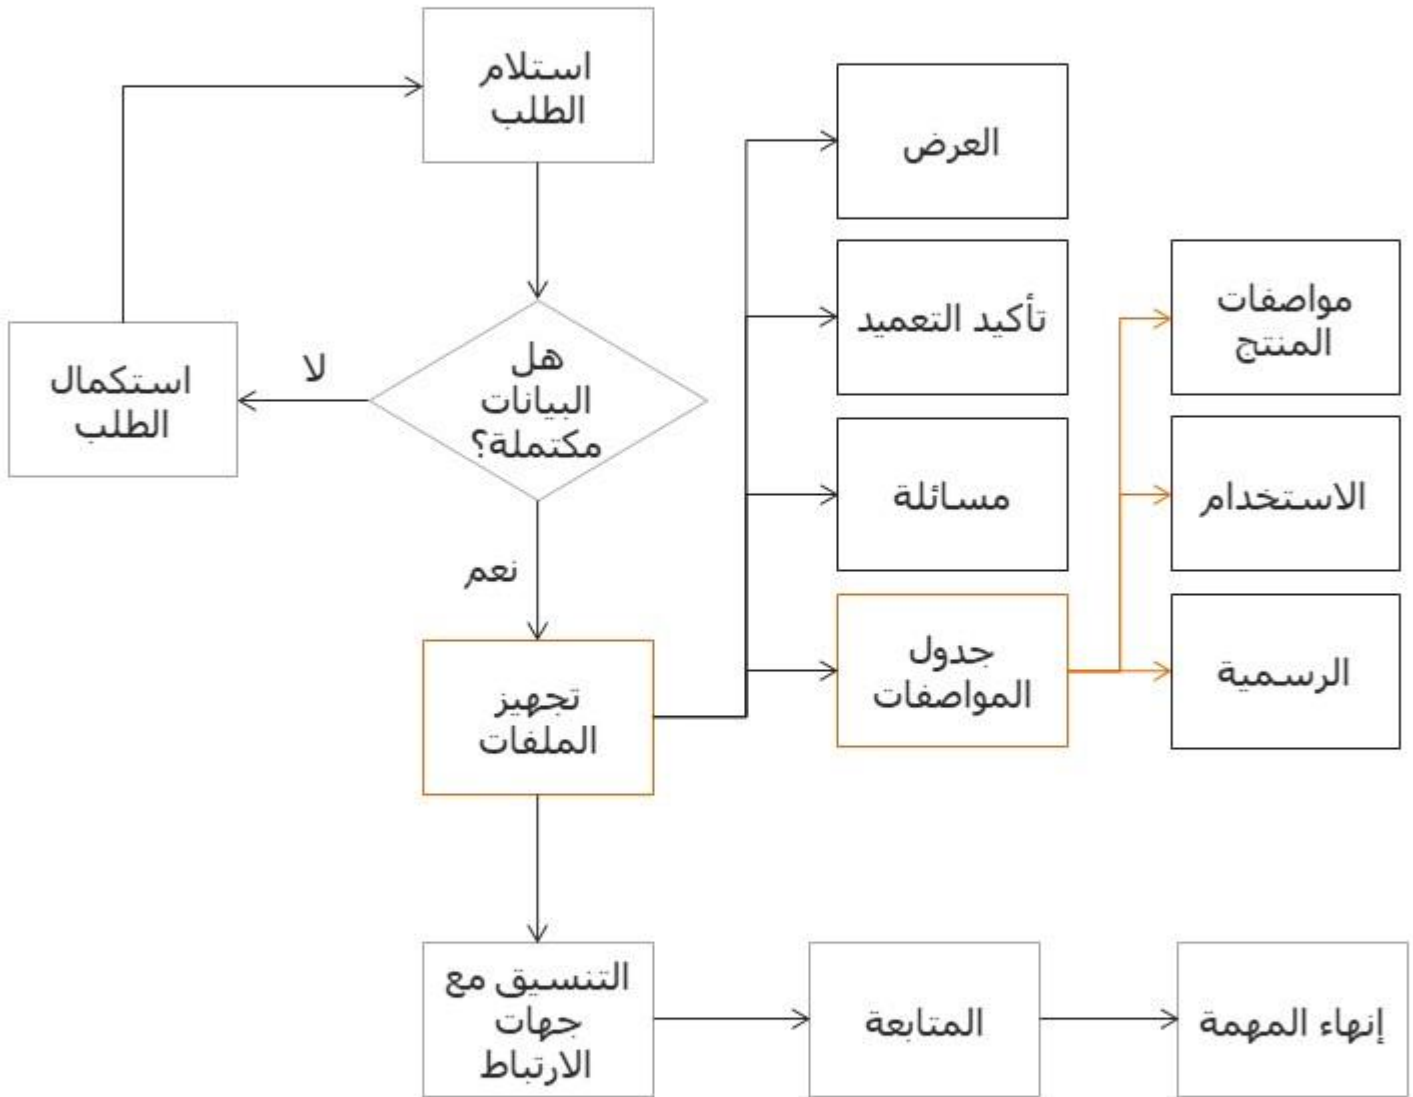 استلام
الطلب
هل
البيانات
مكتملة؟
لا
استكمال
الطلب
نعم
تجهيز
الملفات
العرض
تأكيد التعميد
مسائلة
جدول
المواصفات
مواصفات
المنتج
الاستخدام
الرسمية
التنسيق مع
جهات
الارتباط
المتابعة
إنهاء المهمة